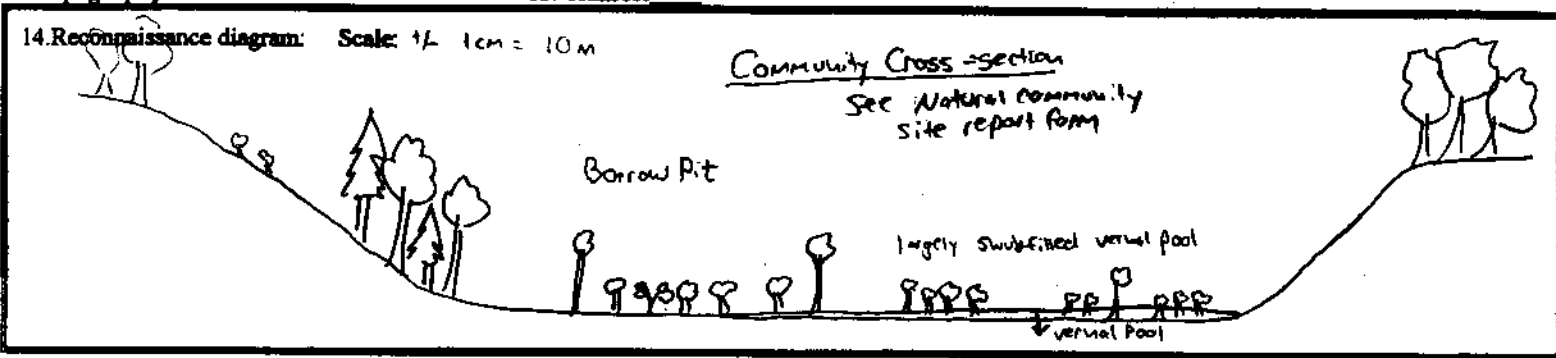 14.Reconnaissance diagram: Scale: +/- 1cm = 10 m
Community Cross-section
See Natural community
site report form
Borrow Pit
largely shrub-filled vernal pool
vernal Pool